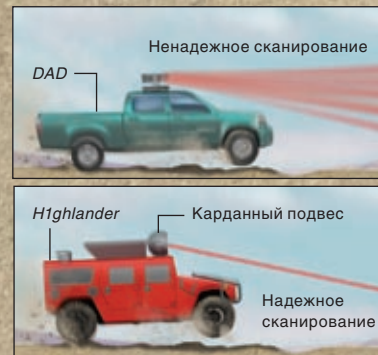 Ненадежное сканирование
DAD
H1ghlander
Карданный подвес
Надежное
сканирование